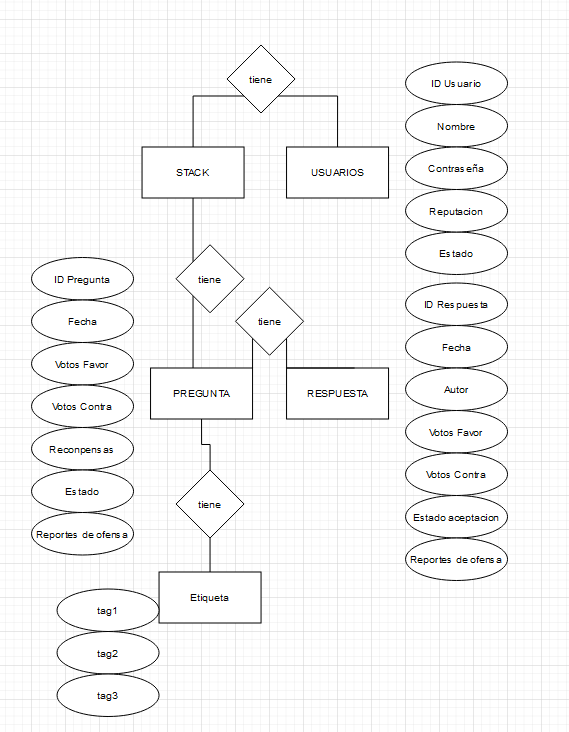 tiene
STACK
USUARIOS
ID Usuario
Nombre
Contraseña
Reputacion
Estado
tiene
tiene
ID Pregunta
Fecha
Votos Favor
Votos Contra
Reconpensas
Estado
Reportes de ofensa
PREGUNTA
RESPUESTA
ID Respuesta
Fecha
Autor
Votos Favor
Votos Contra
Estado aceptacion
Reportes de ofensa
tiene
Etiqueta
tag1
tag2
tag3